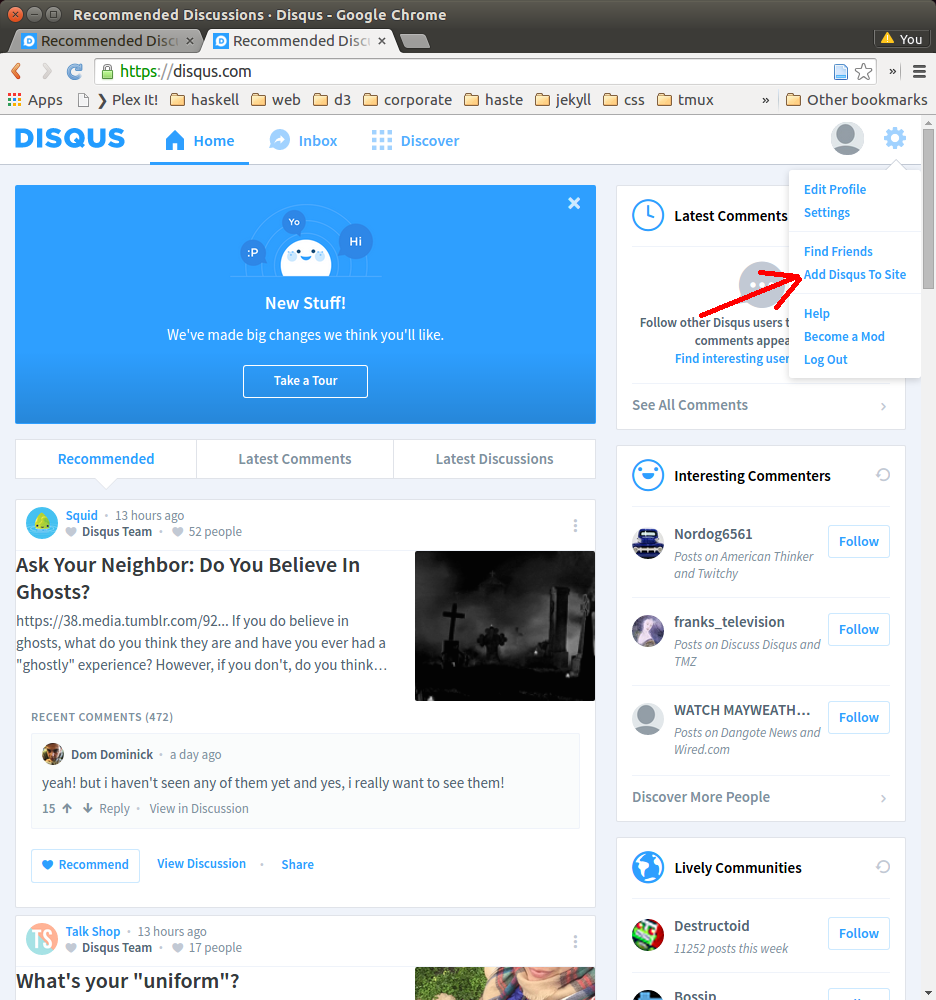 Recommended Discussions · Disqus - Google Chrome
Recommended Discu
Recommended Disc
You
https://disqus.com
»
Apps
❯ Plex It!
haskell
web
d3
corporate
haste
jekyll
css
tmux
»
Other bookmarks
DISQUS
Home
Inbox
Discover
Edit Profile
Settings
Find Friends
Add Disqus To Site
Help
Become a Mod
Log Out
:P
Yo
Hi
New Stuff!
We've made big changes we think you'll like.
Take a Tour
Latest Comments
Follow other Disqus users t
comments appea
Find interesting user
See All Comments
Recommended
Latest Comments
Latest Discussions
Squid · 13 hours ago
Disqus Team · 52 people
Ask Your Neighbor: Do You Believe In
Ghosts?
https://38.media.tumblr.com/92... If you do believe in
ghosts, what do you think they are and have you ever had a
"ghostly" experience? However, if you don't, do you think…
RECENT COMMENTS (472)
Dom Dominick · a day ago
yeah! but i haven't seen any of them yet and yes, i really want to see them!
15 Reply · View in Discussion
Recommend
View Discussion · Share
Interesting Commenters
Nordog6561
Posts on American Thinker
and Twitchy
Follow
franks_television
Posts on Discuss Disqus and
TMZ
Follow
WATCH MAYWEATH…
Posts on Dangote News and
Wired.com
Follow
Discover More People
Lively Communities
Destructoid
11252 posts this week
Follow
Bossip
TS
Talk Shop · 13 hours ago
Disqus Team · 17 people
What's your "uniform"?